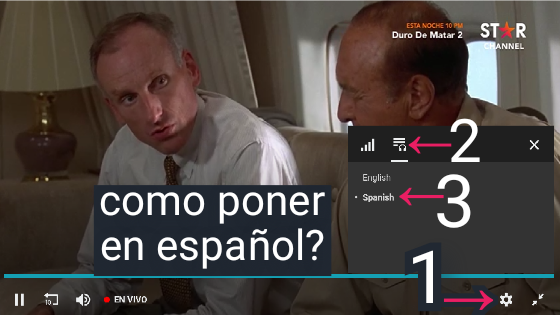 ESTA NOCHE 10 PM
Duro De Matar 2
STAR
CHANNEL
2
English
• Spanish
3
como poner
en español?
1
10
EN VIVO